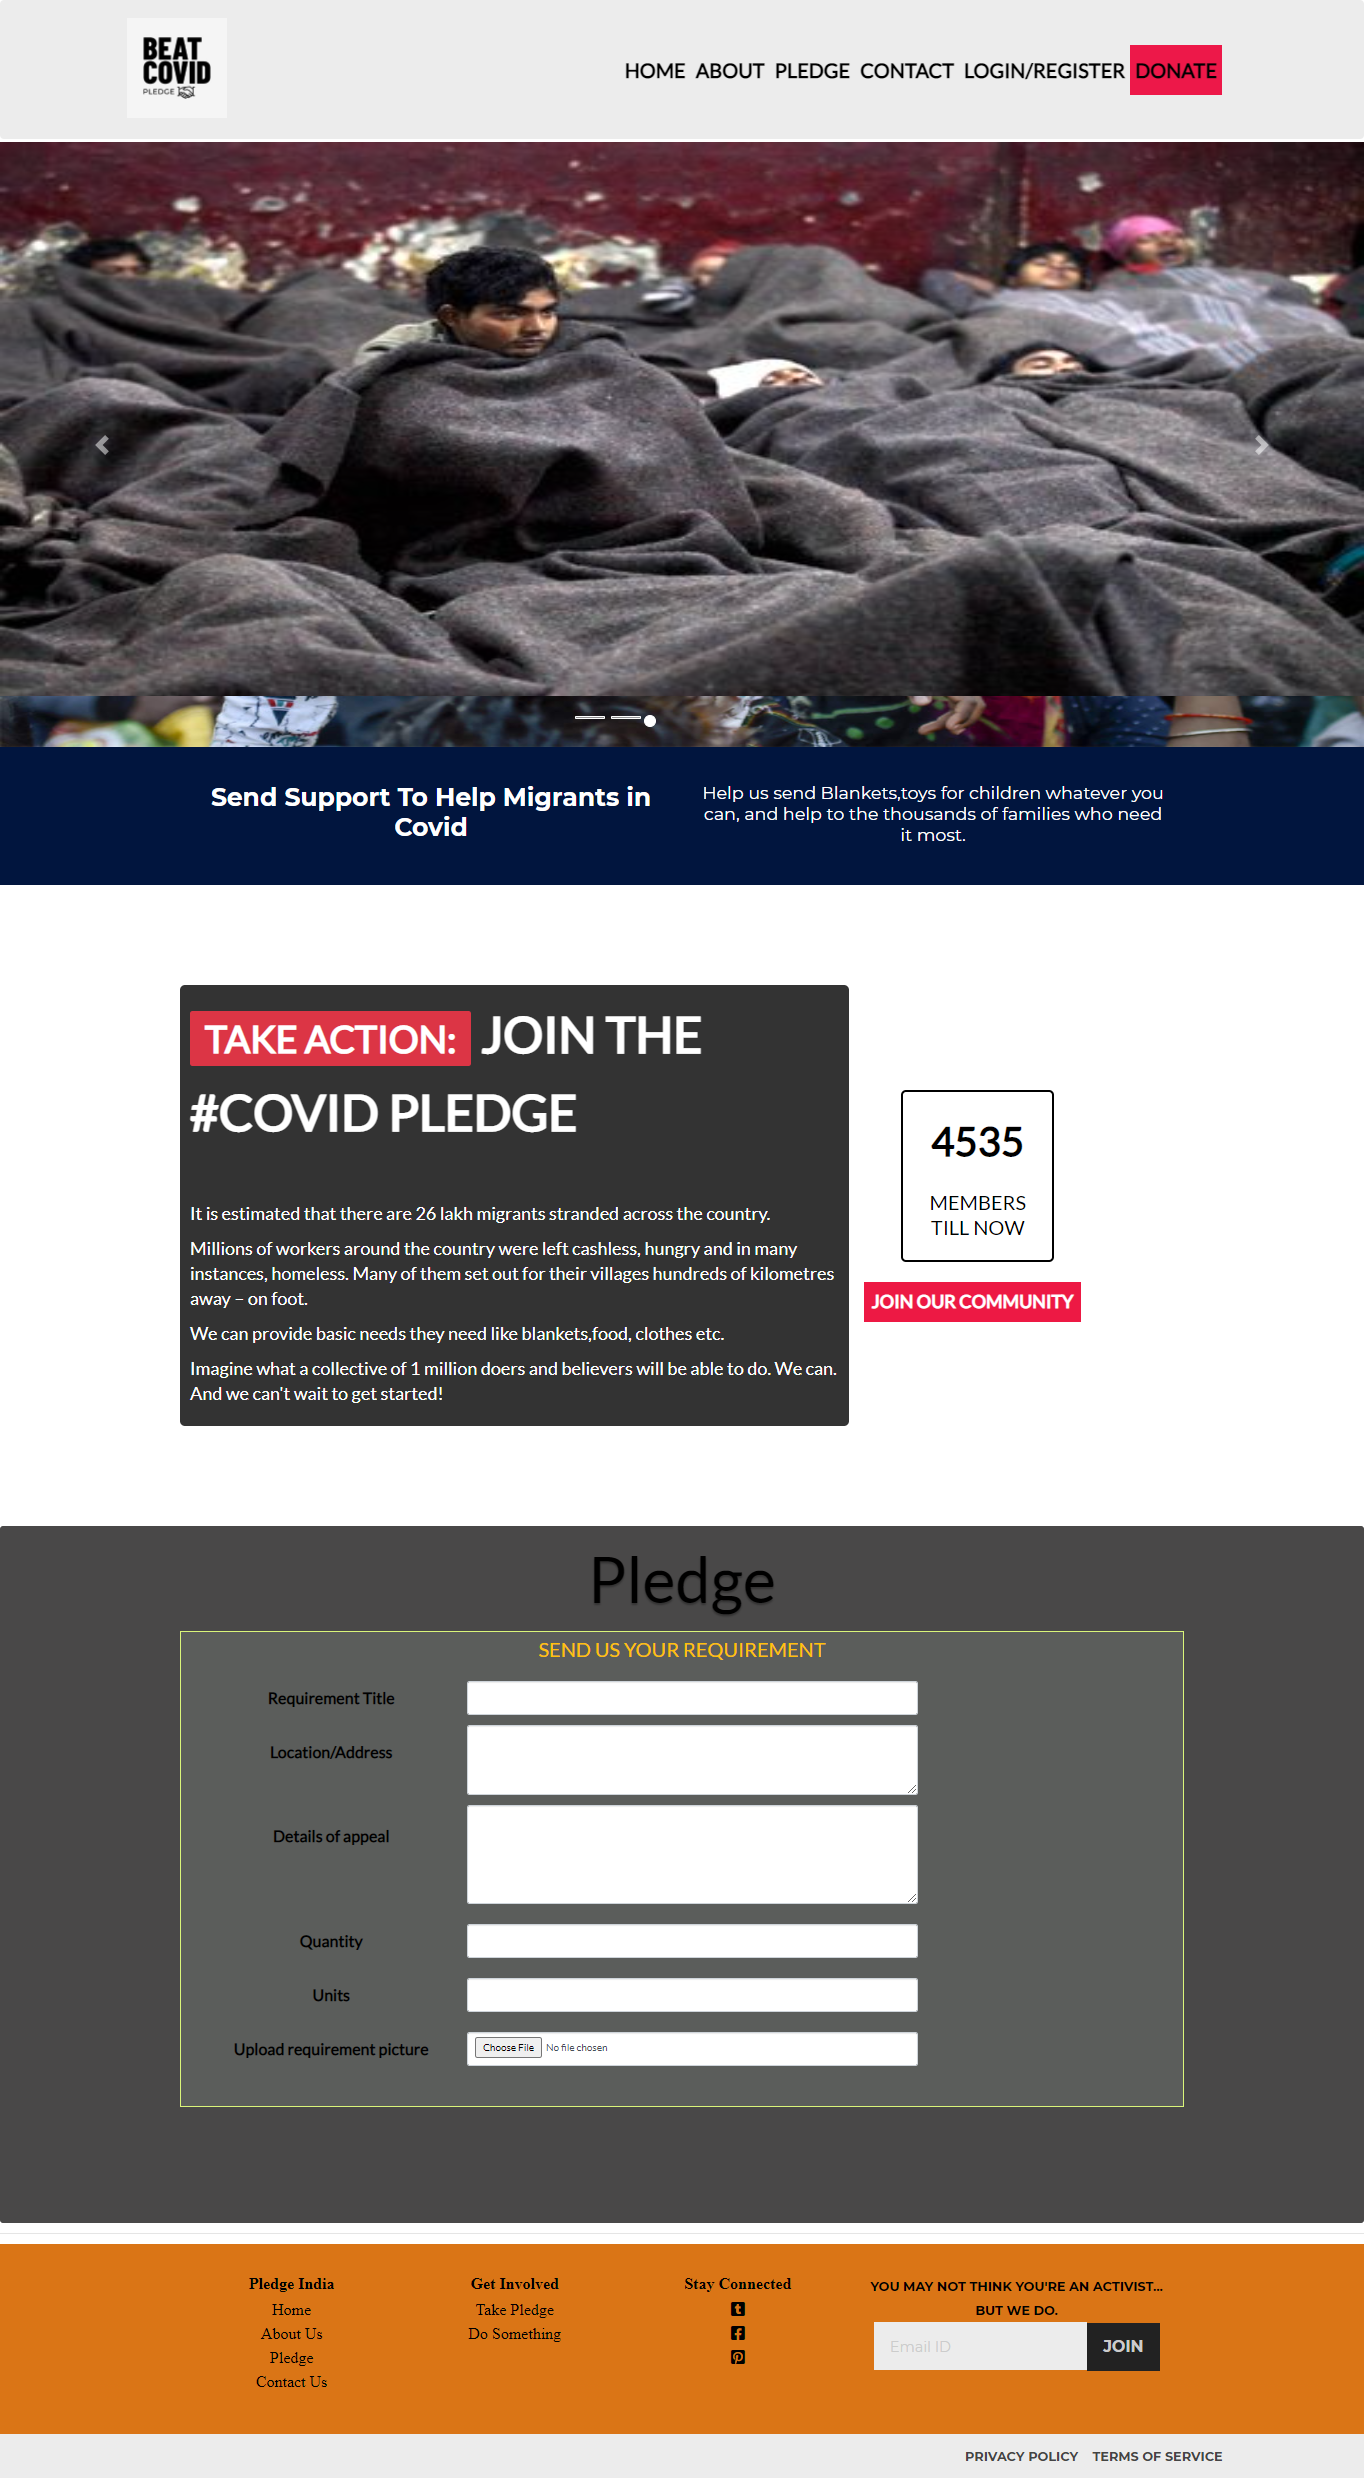 BEAT
COVID
PLEDGE
HOME ABOUT PLEDGE CONTACT LOGIN/REGISTER DONATE
Send Support To Help Migrants in
Covid
Help us send Blankets,toys for children whatever you
can, and help to the thousands of families who need
it most.
TAKE ACTION: JOIN THE
#COVID PLEDGE
It is estimated that there are 26 lakh migrants stranded across the country.
Millions of workers around the country were left cashless, hungry and in many
instances, homeless. Many of them set out for their villages hundreds of kilometres
away – on foot.
We can provide basic needs they need like blankets,food, clothes etc.
Imagine what a collective of 1 million doers and believers will be able to do. We can.
And we can't wait to get started!
4535
MEMBERS
TILL NOW
JOIN OUR COMMUNITY
Pledge
SEND US YOUR REQUIREMENT
Requirement Title
Location/Address
Details of appeal
Quantity
Units
Upload requirement picture
Choose File No file chosen
Pledge India
Home
About Us
Pledge
Contact Us
Get Involved
Take Pledge
Do Something
Stay Connected
YOU MAY NOT THINK YOU'RE AN ACTIVIST...
BUT WE DO.
Email ID
JOIN
PRIVACY POLICY TERMS OF SERVICE